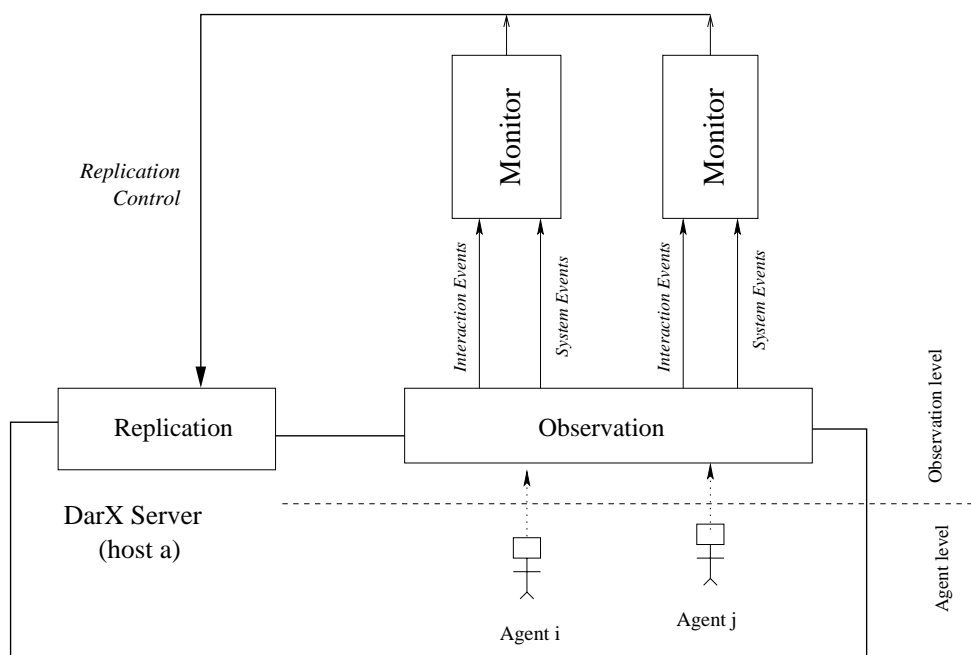 Monitor
Monitor
Replication
Control
Interaction Events
System Events
Interaction Events
System Events
Replication
Observation
Observation level
DarX Server
(host a)
Agent level
Agent i
Agent j